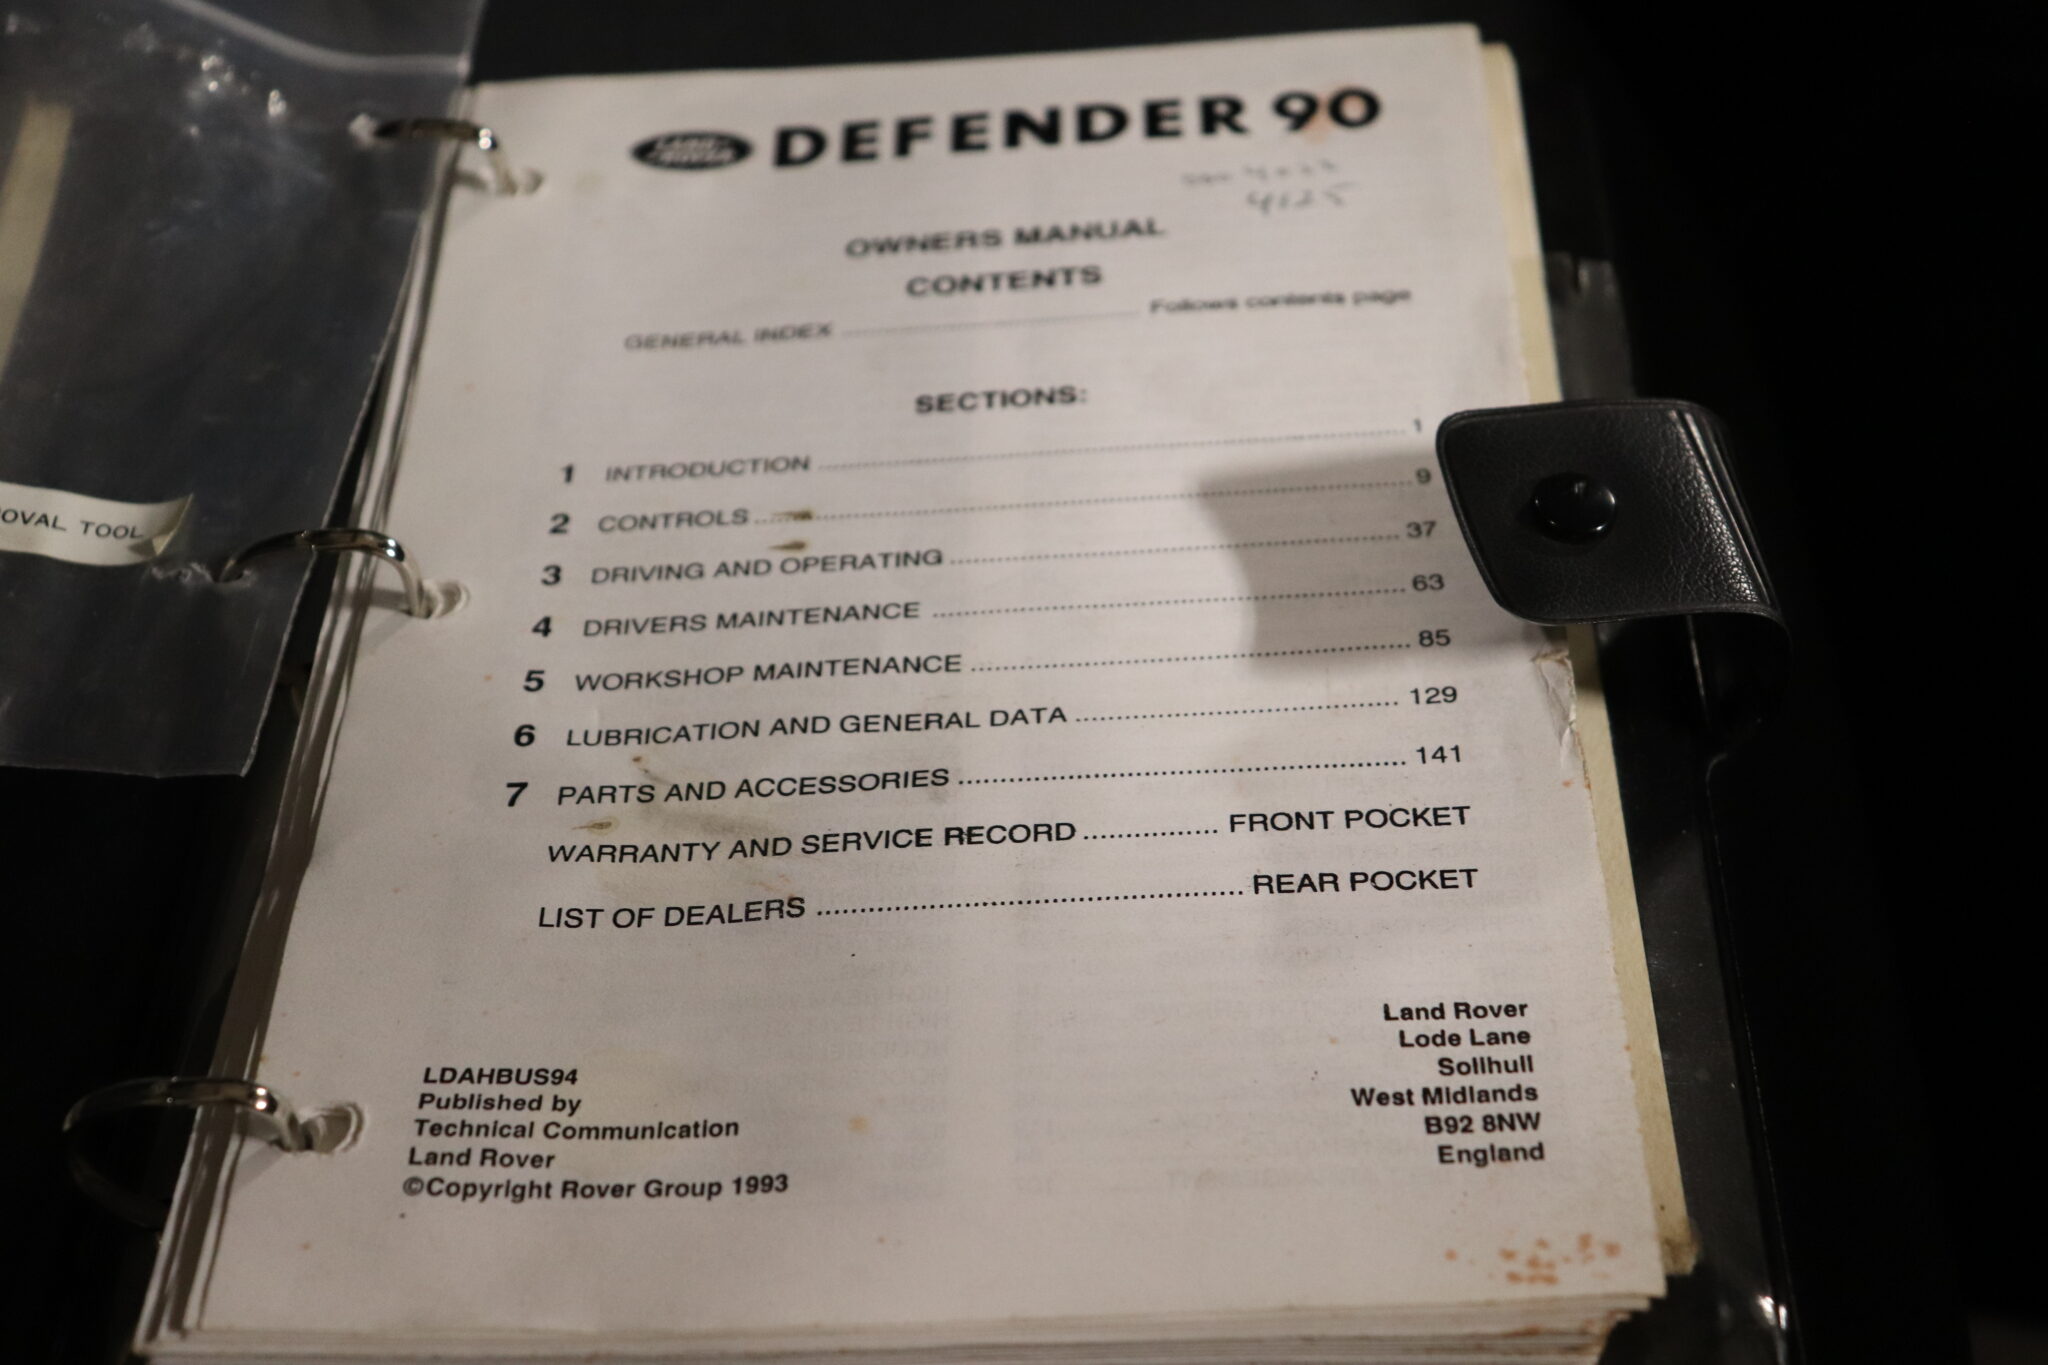 LAND
ROVER
DEFENDER 90
4125
OWNERS MANUAL
CONTENTS
GENERAL INDEX ........................ Follows contents page
SECTIONS:
1 INTRODUCTION ........................ 1
2 CONTROLS ........................ 9
3 DRIVING AND OPERATING ........................ 37
4 DRIVERS MAINTENANCE ........................ 63
5 WORKSHOP MAINTENANCE ........................ 85
6 LUBRICATION AND GENERAL DATA ........................ 129
7 PARTS AND ACCESSORIES ........................ 141
WARRANTY AND SERVICE RECORD ................ FRONT POCKET
LIST OF DEALERS ........................ REAR POCKET
LDAHBUS94
Published by
Technical Communication
Land Rover
©Copyright Rover Group 1993
Land Rover
Lode Lane
Solihull
West Midlands
B92 8NW
England
OVAL TOOL